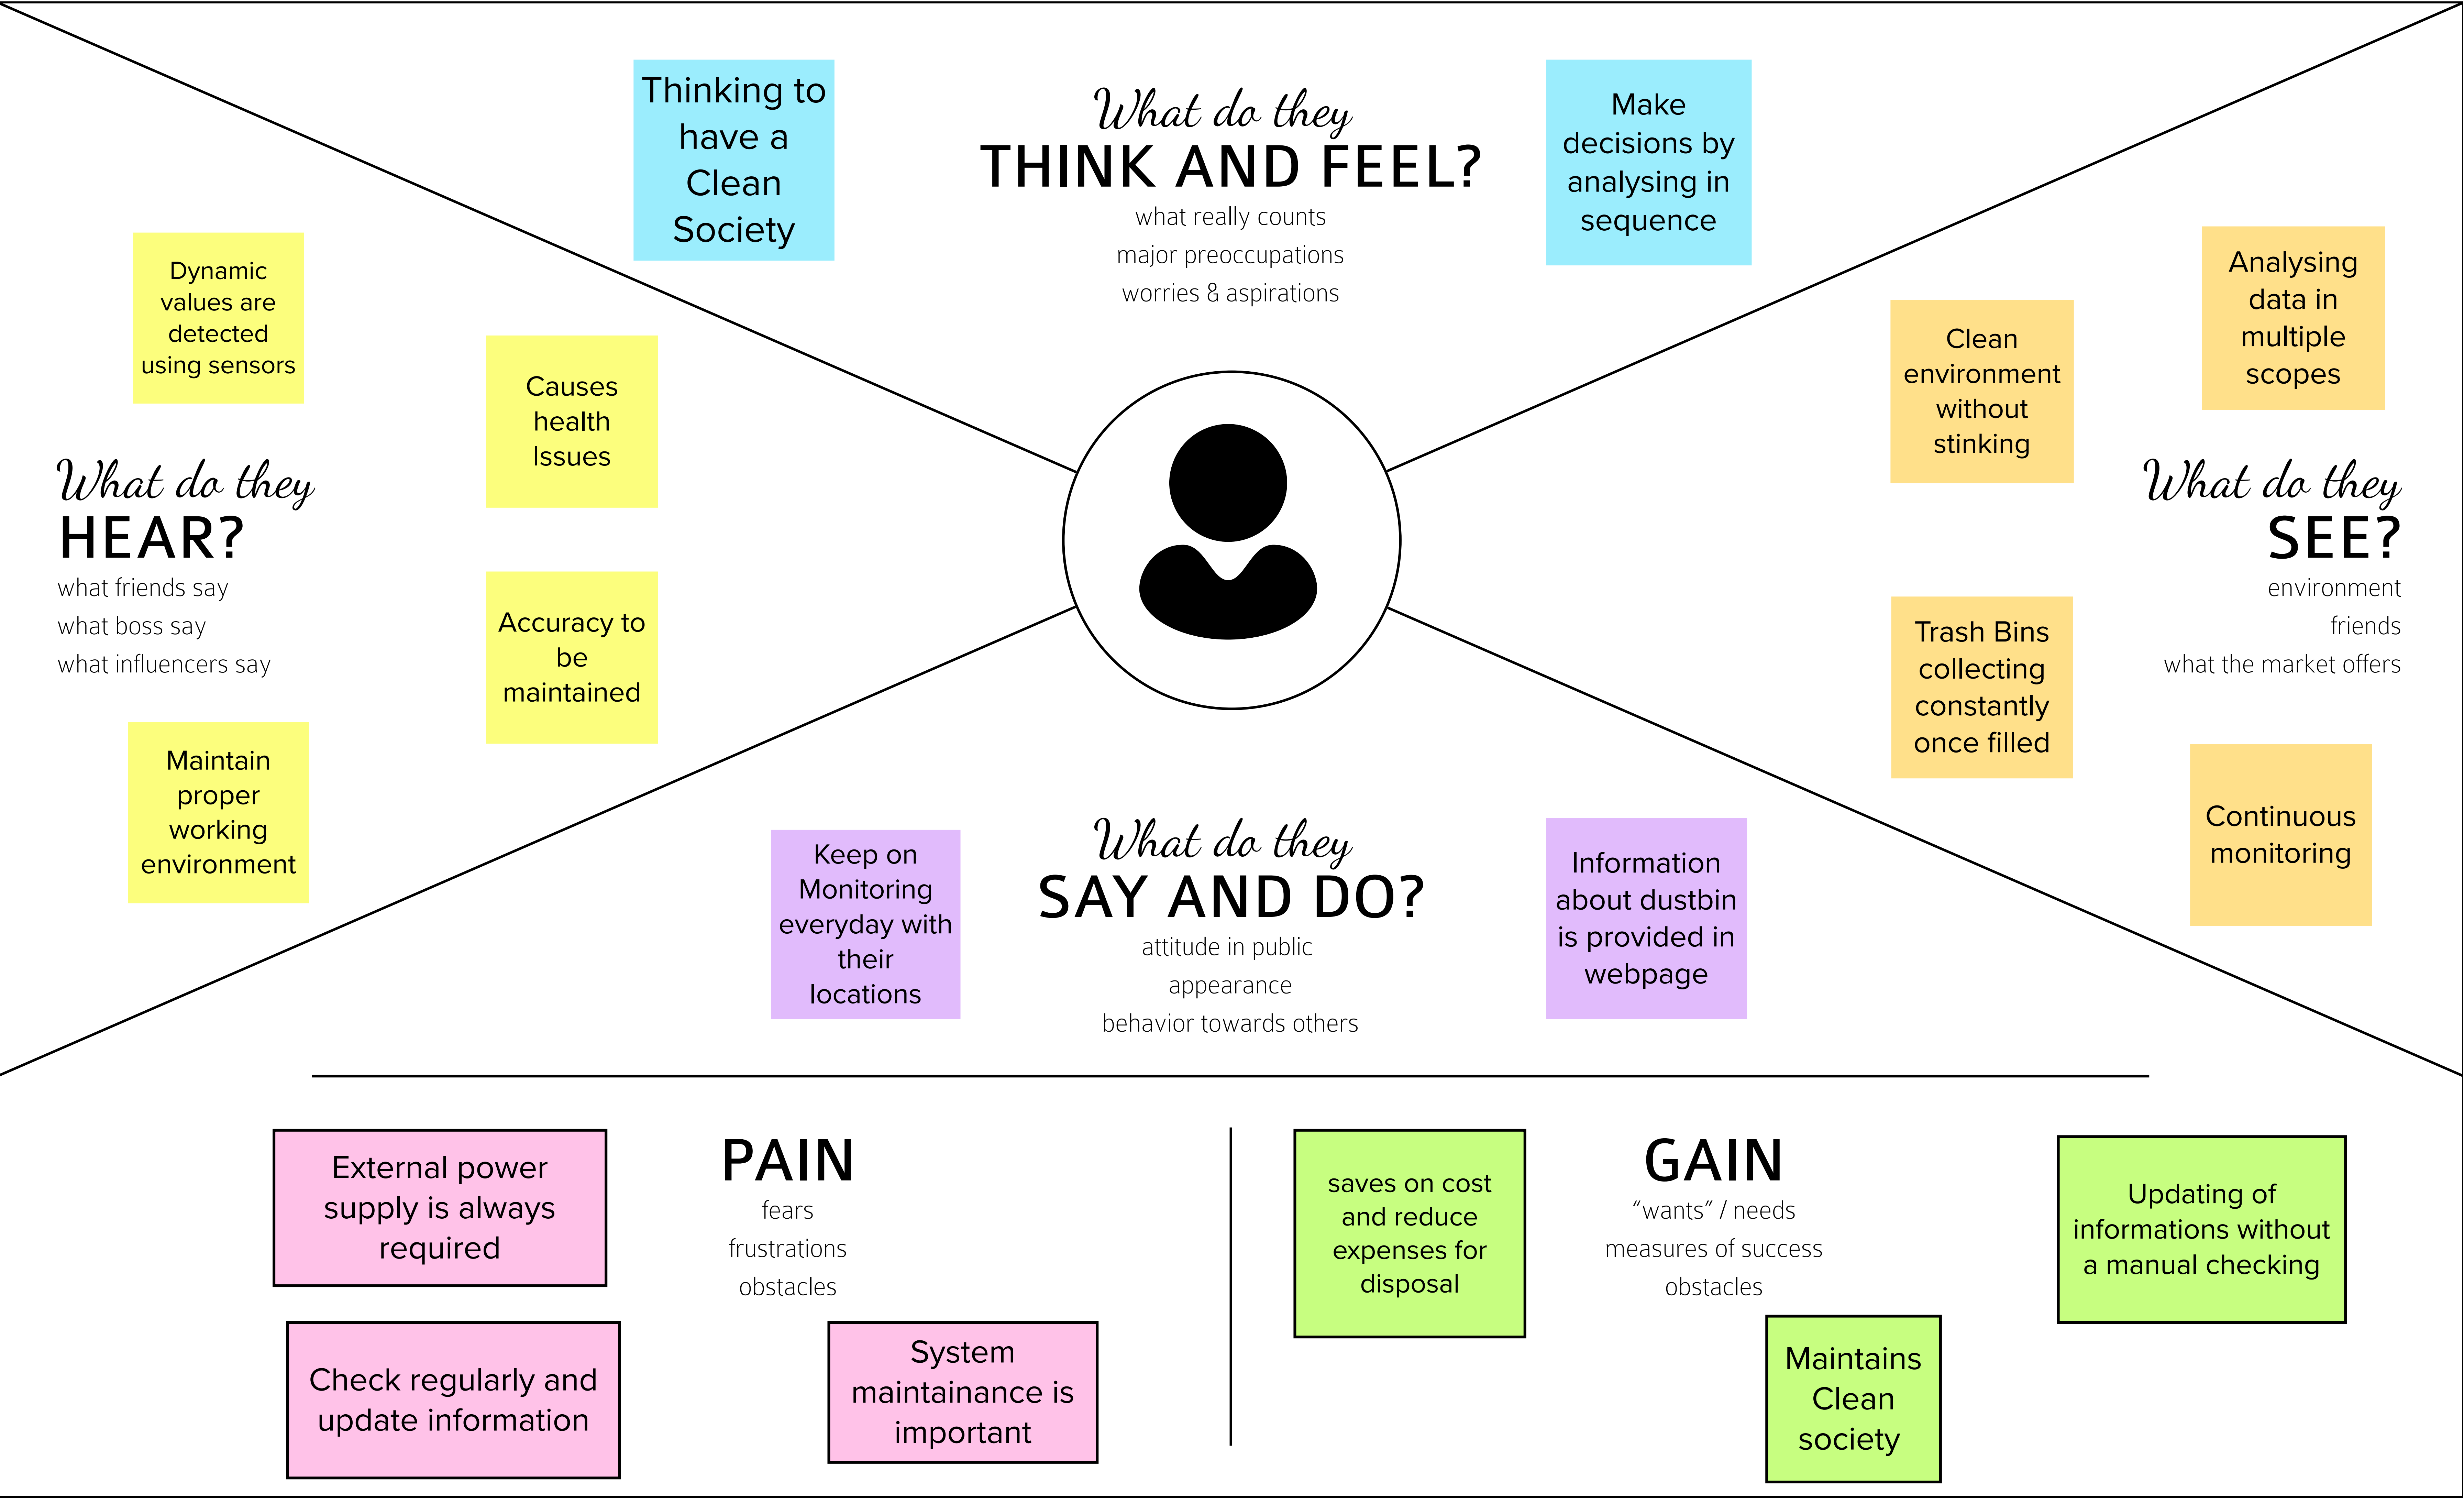 Thinking to
have a
Clean
Society
What do they
THINK AND FEEL?
what really counts
major preoccupations
worries & aspirations
Make
decisions by
analysing in
sequence
Dynamic
values are
detected
using sensors
Causes
health
Issues
What do they
HEAR?
what friends say
what boss say
what influencers say
Accuracy to
be
maintained
Maintain
proper
working
environment
Clean
environment
without
stinking
Analysing
data in
multiple
scopes
What do they
SEE?
environment
friends
what the market offers
Trash Bins
collecting
constantly
once filled
Continuous
monitoring
Keep on
Monitoring
everyday with
their
locations
What do they
SAY AND DO?
attitude in public
appearance
behavior towards others
Information
about dustbin
is provided in
webpage
External power
supply is always
required
PAIN
fears
frustrations
obstacles
Check regularly and
update information
System
maintainance is
important
saves on cost
and reduce
expenses for
disposal
GAIN
“wants” / needs
measures of success
obstacles
Updating of
informations without
a manual checking
Maintains
Clean
society